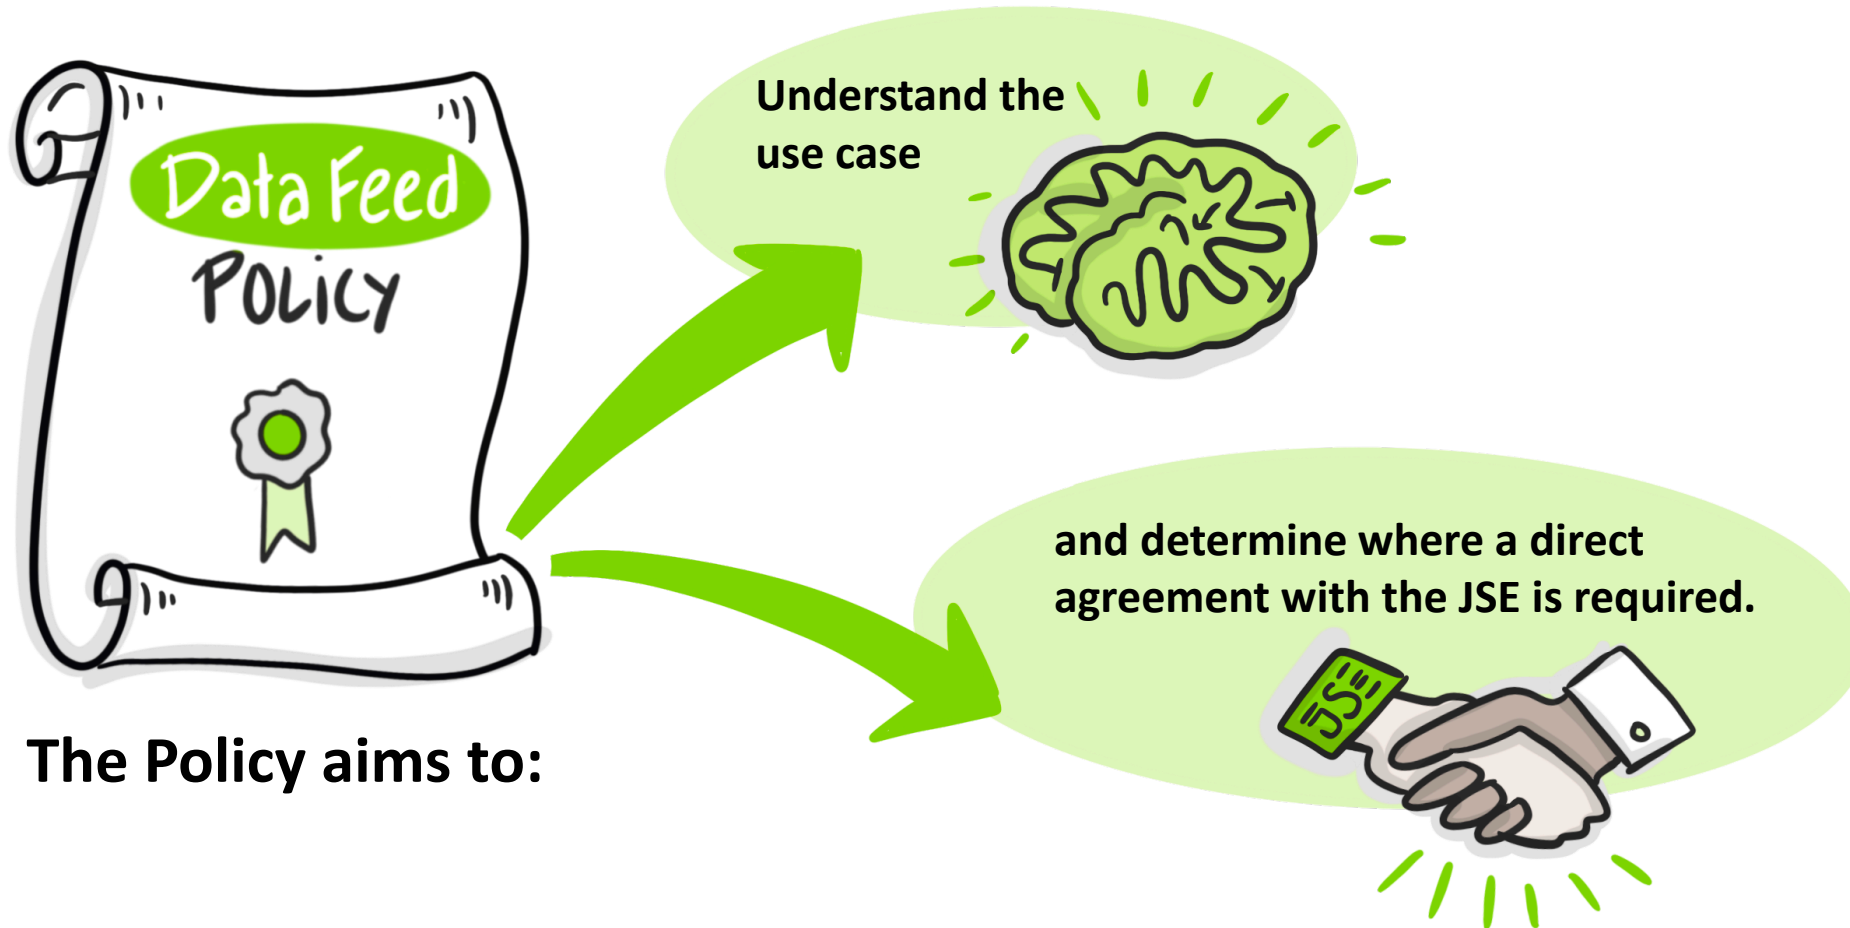 Data Feed
POLicY
The Policy aims to:
Understand the
use case
and determine where a direct
agreement with the JSE is required.
JSE